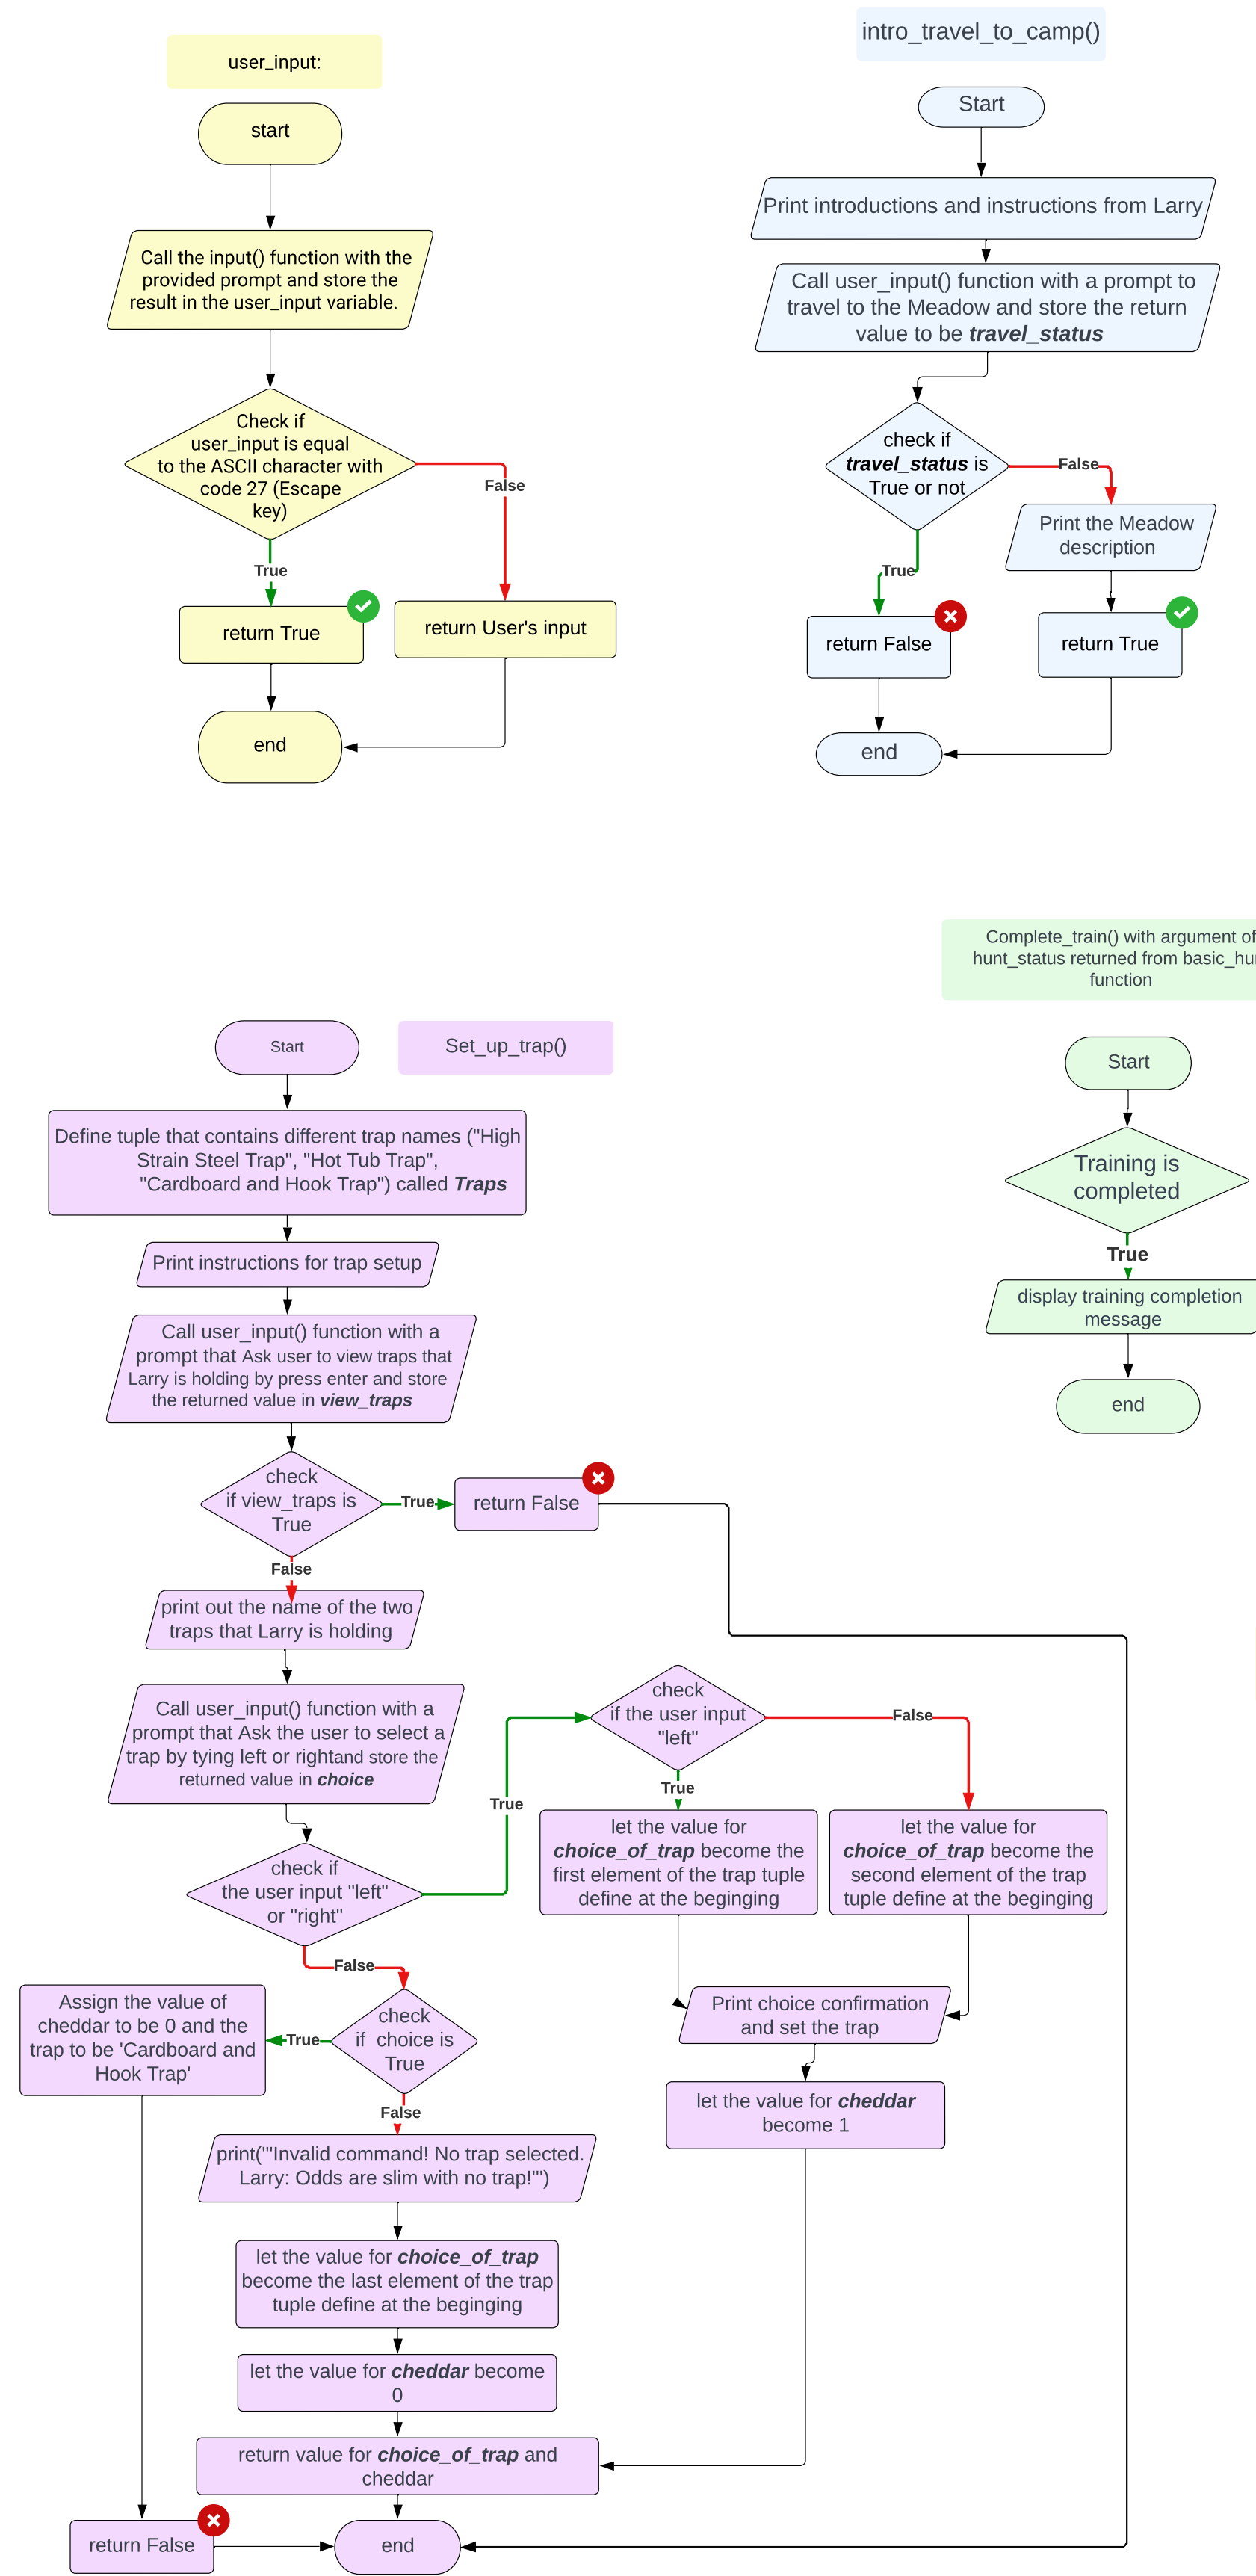 user_input:
start
Call the input() function with the
provided prompt and store the
result in the user_input variable.
Check if
user_input is equal
to the ASCII character with
code 27 (Escape
key)
False
True
return True
return User's input
end
intro_travel_to_camp()
Start
Print introductions and instructions from Larry
Call user_input() function with a prompt to
travel to the Meadow and store the return
value to be travel_status
check if
travel_status is
True or not
False
Print the Meadow
description
True
return False
return True
end
Complete_train() with argument of
hunt_status returned from basic_hun
function
Start
Training is
completed
True
display training completion
message
end
Start
Set_up_trap()
Define tuple that contains different trap names ("High
Strain Steel Trap", "Hot Tub Trap",
"Cardboard and Hook Trap") called Traps
Print instructions for trap setup
Call user_input() function with a
prompt that Ask user to view traps that
Larry is holding by press enter and store
the returned value in view_traps
check
if view_traps is
True
True
return False
False
print out the name of the two
traps that Larry is holding
Call user_input() function with a
prompt that Ask the user to select a
trap by tying left or rightand store the
returned value in choice
check
if the user input
"left"
False
True
True
let the value for
choice_of_trap become the
first element of the trap tuple
define at the beginging
let the value for
choice_of_trap become the
second element of the trap
tuple define at the beginging
check if
the user input "left"
or "right"
False
Assign the value of
cheddar to be 0 and the
trap to be 'Cardboard and
Hook Trap'
True
check
if  choice is
True
Print choice confirmation
and set the trap
False
let the value for cheddar
become 1
print('''Invalid command! No trap selected.
Larry: Odds are slim with no trap!''')
let the value for choice_of_trap
become the last element of the trap
tuple define at the beginging
let the value for cheddar become
0
return value for choice_of_trap and
cheddar
return False
end